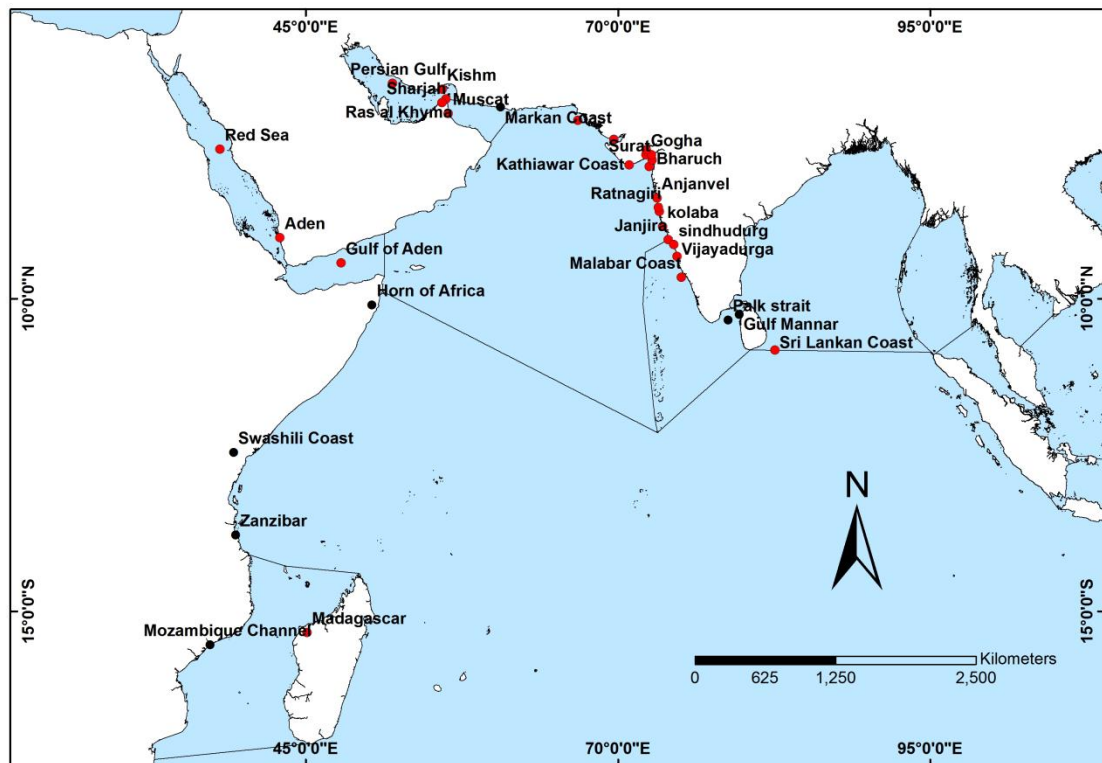 45°0'0"E 70°0'0"E 95°0'0"E
Persian Gulf
Kishm
Sharjah
Muscat
Ras al Khyma
Markan Coast
Red Sea
Surat
Gogha
Bharuch
Kathiawar Coast
Anjanvel
Ratnagiri
kolaba
Janjira
sindhudurg
Aden
Vijayadurga
Gulf of Aden
Malabar Coast
Horn of Africa
10°0'0"N
10°0'0"N
Palk strait
Gulf Mannar
Sri Lankan Coast
Swashili Coast
N
Zanzibar
15°0'0"S
15°0'0"S
Madagascar
Mozambique Channel
Kilometers
0 625 1,250 2,500
45°0'0"E 70°0'0"E 95°0'0"E